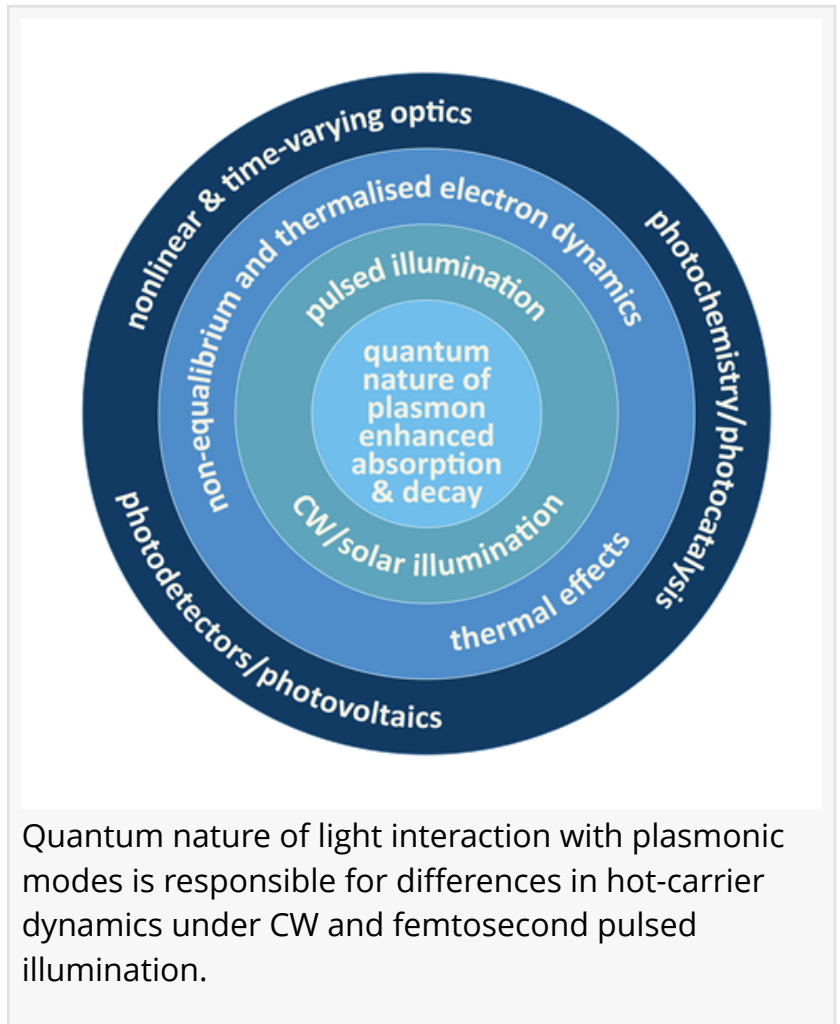 nonlinear & time-varying optics
photochemistry/photocatalysis
photodetectors/photovoltaics
non-equalibrium and thermalised electron dynamics
thermal effects
pulsed illumination
CW/solar illumination
quantum
nature of
plasmon
enhanced
absorption
& decay
Quantum nature of light interaction with plasmonic
modes is responsible for differences in hot-carrier
dynamics under CW and femtosecond pulsed
illumination.